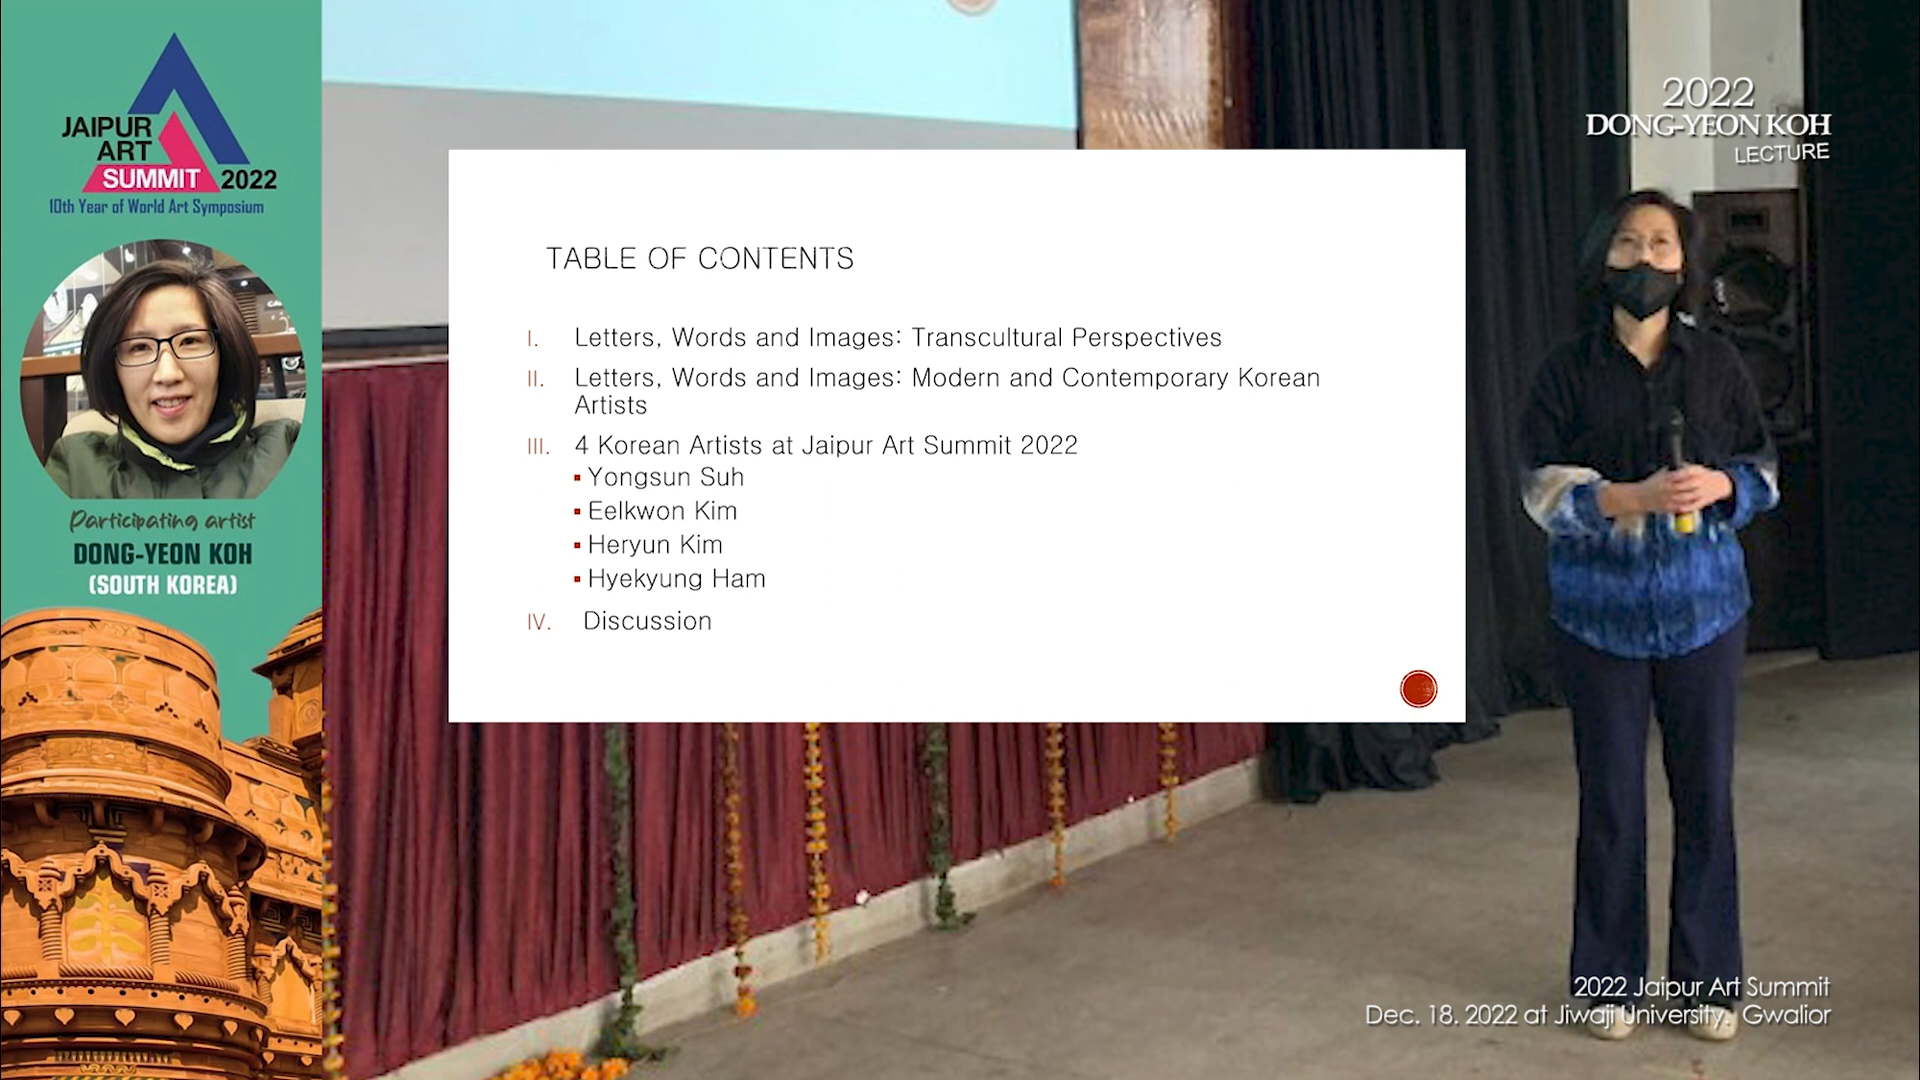 JAIPUR
ART
SUMMIT 2022
10th Year of World Art Symposium
Participating artist
DONG-YEON KOH
(SOUTH KOREA)
TABLE OF CONTENTS
I. Letters, Words and Images: Transcultural Perspectives
II. Letters, Words and Images: Modern and Contemporary Korean
Artists
III. 4 Korean Artists at Jaipur Art Summit 2022
▪ Yongsun Suh
▪ Eelkwon Kim
▪ Heryun Kim
▪ Hyekyung Ham
IV. Discussion
2022
DONG-YEON KOH
LECTURE
2022 Jaipur Art Summit
Dec. 18. 2022 at Jiwaji University, Gwalior